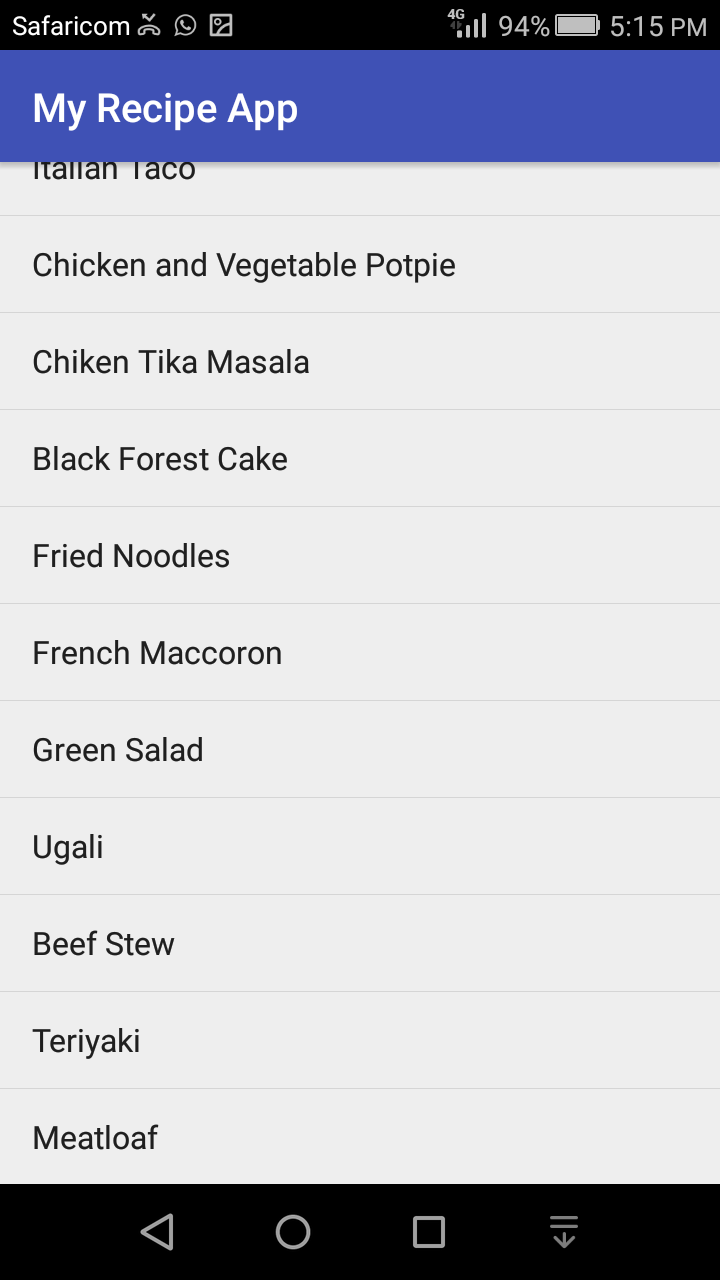 Safaricom 4G 94% 5:15 PM
My Recipe App
Italian Taco
Chicken and Vegetable Potpie
Chiken Tika Masala
Black Forest Cake
Fried Noodles
French Maccoron
Green Salad
Ugali
Beef Stew
Teriyaki
Meatloaf